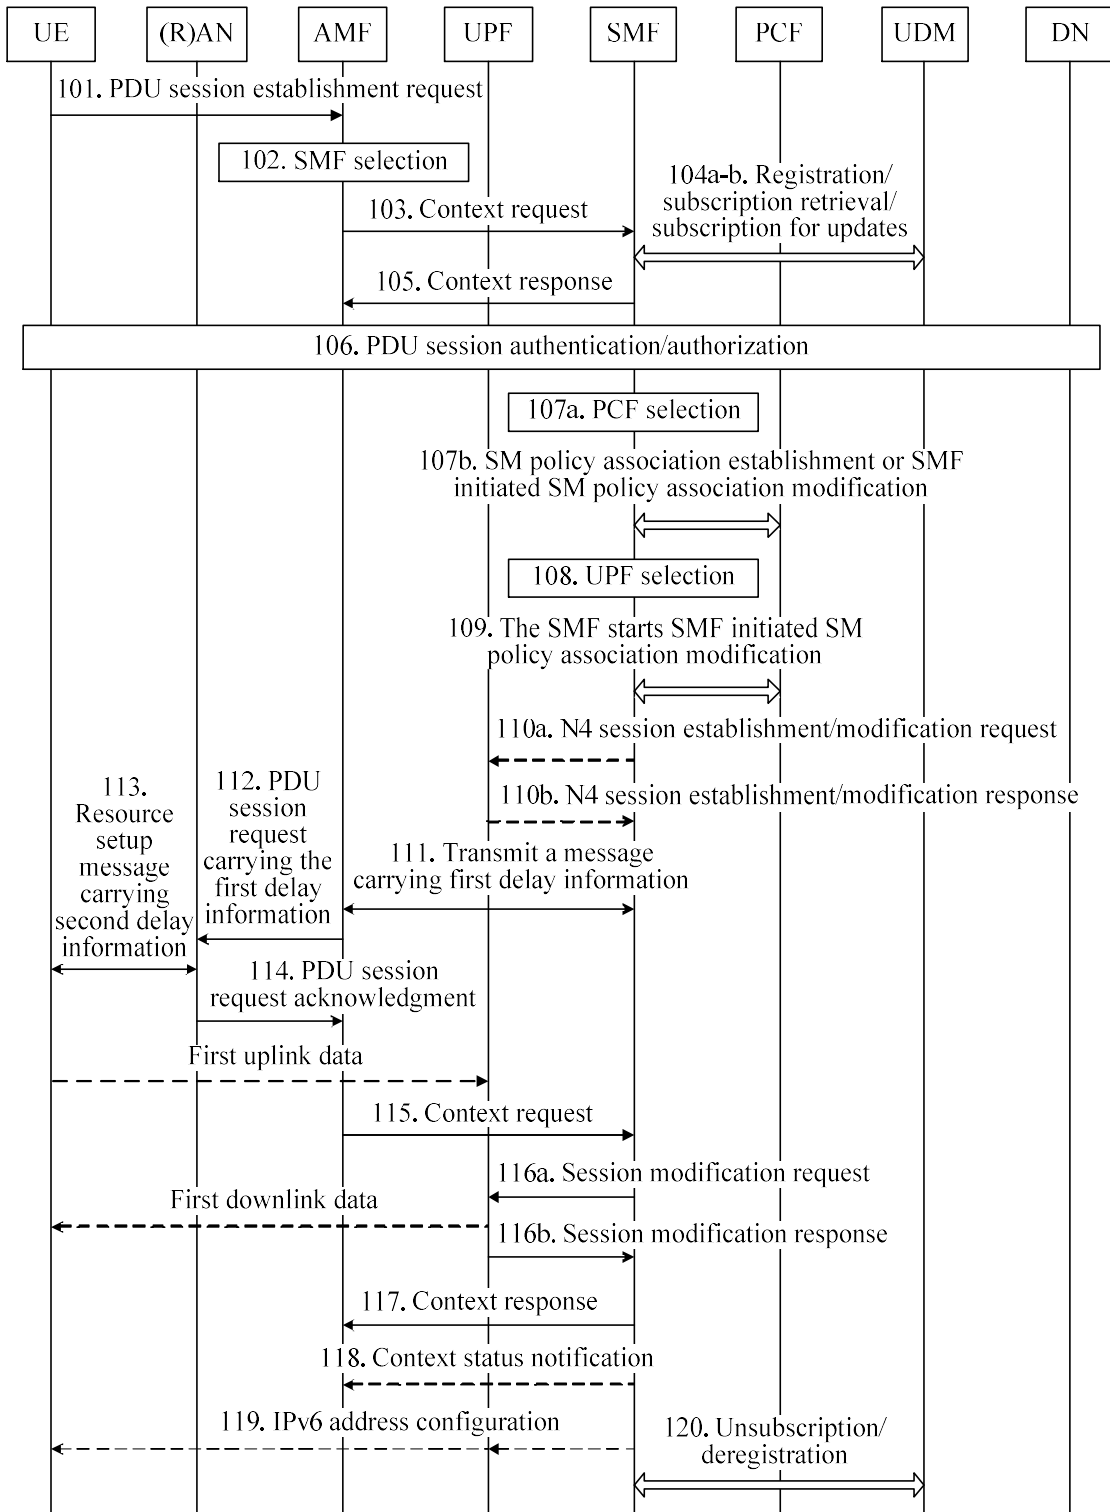 UE
(R)AN
AMF
UPF
SMF
PCF
UDM
DN
101. PDU session establishment request
102. SMF selection
103. Context request
104a-b. Registration/
subscription retrieval/
subscription for updates
105. Context response
106. PDU session authentication/authorization
107a. PCF selection
107b. SM policy association establishment or SMF
initiated SM policy association modification
108. UPF selection
109. The SMF starts SMF initiated SM
policy association modification
110a. N4 session establishment/modification request
110b. N4 session establishment/modification response
111. Transmit a message
carrying first delay information
112. PDU
session
request
carrying the
first delay
information
113.
Resource
setup
message
carrying
second delay
information
114. PDU session
request acknowledgment
First uplink data
115. Context request
116a. Session modification request
First downlink data
116b. Session modification response
117. Context response
118. Context status notification
119. IPv6 address configuration
120. Unsubscription/
deregistration